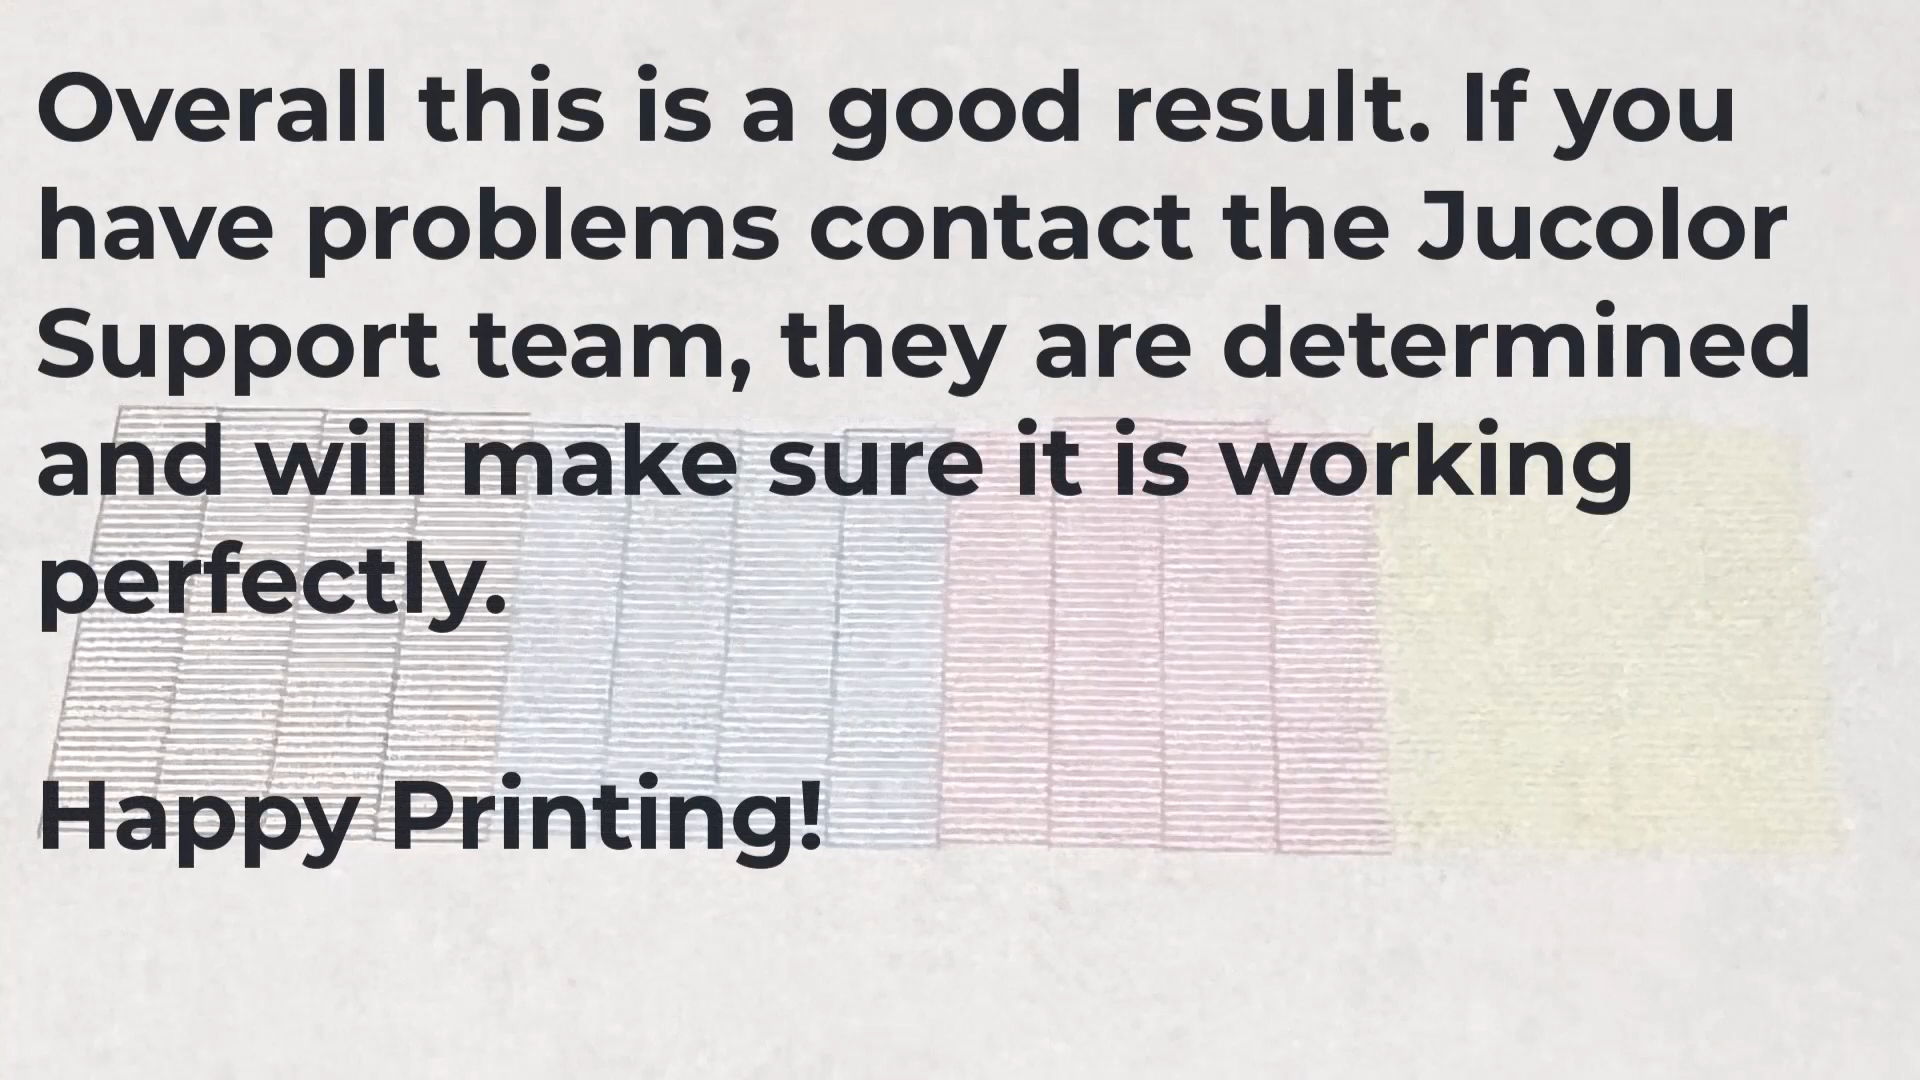 Overall this is a good result. If you
have problems contact the Jucolor
Support team, they are determined
and will make sure it is working
perfectly.
Happy Printing!